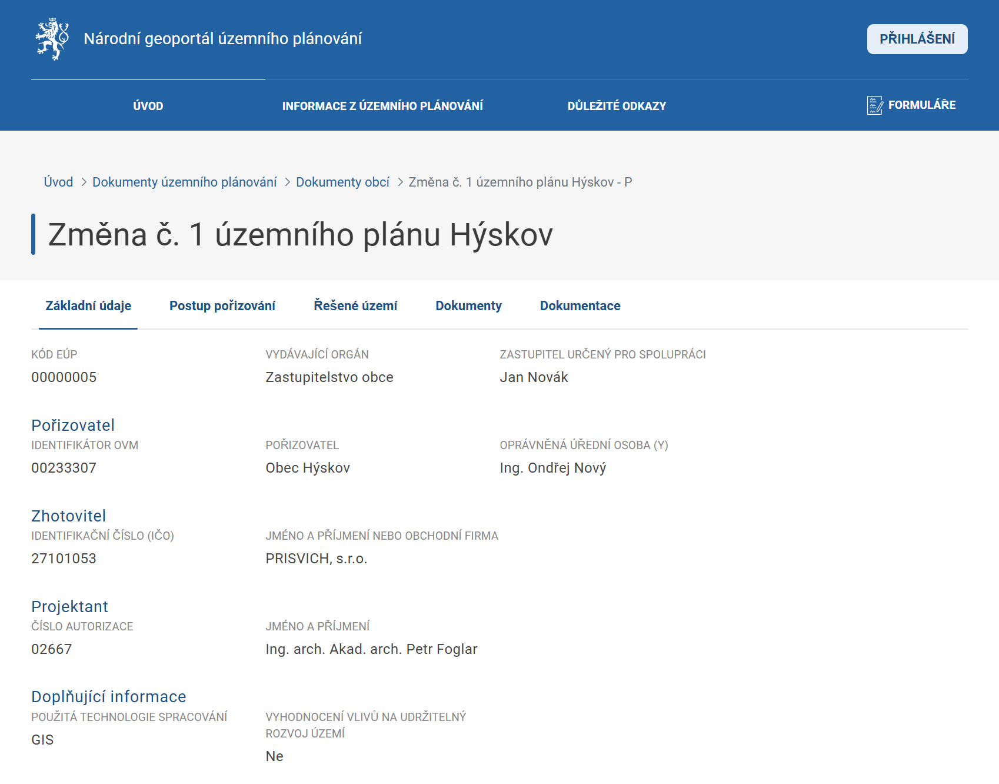 Národní geoportál územního plánování
PŘIHLÁŠENÍ
ÚVOD
INFORMACE Z ÚZEMNÍHO PLÁNOVÁNÍ
DŮLEŽITÉ ODKAZY
FORMULÁŘE
Úvod > Dokumenty územního plánování > Dokumenty obcí > Změna č. 1 územního plánu Hýskov - P
Změna č. 1 územního plánu Hýskov
Základní údaje
Postup pořizování
Řešené území
Dokumenty
Dokumentace
KÓD EÚP
00000005
VYDÁVAJÍCÍ ORGÁN
Zastupitelstvo obce
ZASTUPITEL URČENÝ PRO SPOLUPRÁCI
Jan Novák
Pořizovatel
IDENTIFIKÁTOR OVM
00233307
POŘIZOVATEL
Obec Hýskov
OPRÁVNĚNÁ ÚŘEDNÍ OSOBA (Y)
Ing. Ondřej Nový
Zhotovitel
IDENTIFIKAČNÍ ČÍSLO (IČO)
27101053
JMÉNO A PŘÍJMENÍ NEBO OBCHODNÍ FIRMA
PRISVICH, s.r.o.
Projektant
ČÍSLO AUTORIZACE
02667
JMÉNO A PŘÍJMENÍ
Ing. arch. Akad. arch. Petr Foglar
Doplňující informace
POUŽITÁ TECHNOLOGIE SPRACOVÁNÍ
GIS
VYHODNOCENÍ VLIVŮ NA UDRŽITELNÝ
ROZVOJ ÚZEMÍ
Ne